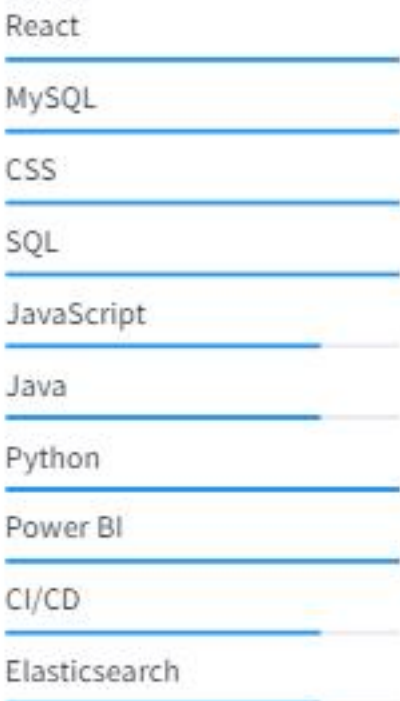 React
MySQL
CSS
SQL
JavaScript
Java
Python
Power BI
CI/CD
Elasticsearch